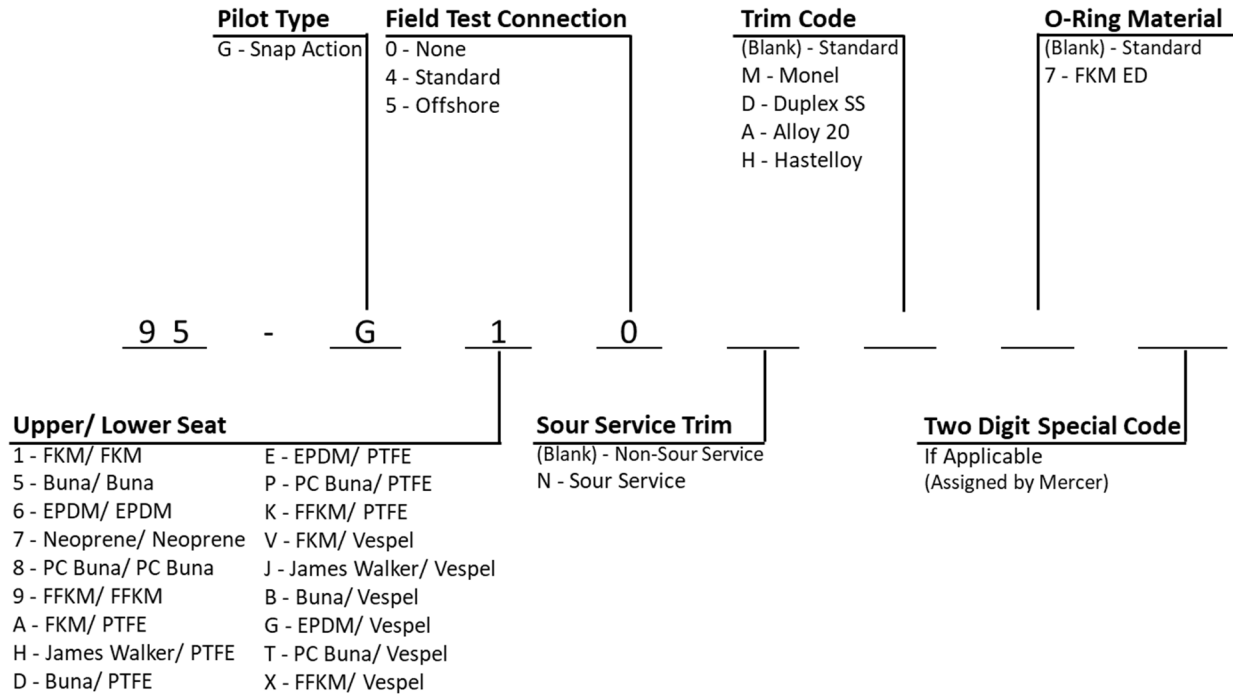 Pilot Type
G - Snap Action
Field Test Connection
0 - None
4 - Standard
5 - Offshore
Trim Code
(Blank) - Standard
M - Monel
D - Duplex SS
A - Alloy 20
H - Hastelloy
O-Ring Material
(Blank) - Standard
7 - FKM ED
9 5 - G 1 0
Upper/ Lower Seat
1 - FKM/ FKM
5 - Buna/ Buna
6 - EPDM/ EPDM
7 - Neoprene/ Neoprene
8 - PC Buna/ PC Buna
9 - FFKM/ FFKM
A - FKM/ PTFE
H - James Walker/ PTFE
D - Buna/ PTFE
E - EPDM/ PTFE
P - PC Buna/ PTFE
K - FFKM/ PTFE
V - FKM/ Vespel
J - James Walker/ Vespel
B - Buna/ Vespel
G - EPDM/ Vespel
T - PC Buna/ Vespel
X - FFKM/ Vespel
Sour Service Trim
(Blank) - Non-Sour Service
N - Sour Service
Two Digit Special Code
If Applicable
(Assigned by Mercer)